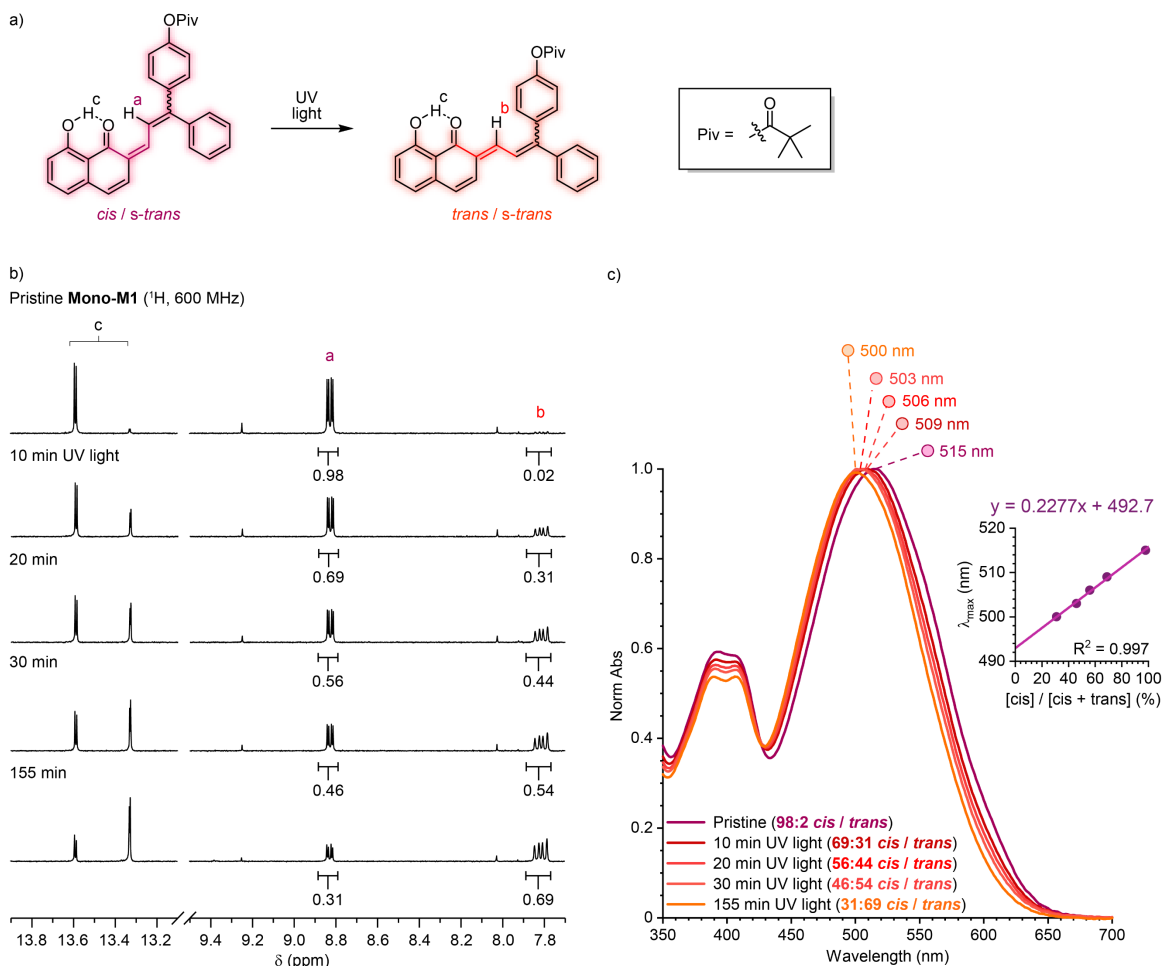 a)
OPiv
c
H
a
H
O
O
cis / s-trans
UV
light
OPiv
c
H
b
H
O
O
trans / s-trans
Piv =
O
b)
Pristine Mono-M1 (¹H, 600 MHz)
c
a
b
10 min UV light
0.98
0.02
20 min
0.69
0.31
30 min
0.56
0.44
155 min
0.46
0.54
0.31
0.69
13.8 13.6 13.4 13.2 9.4 9.2 9.0 8.8 8.6 8.4 8.2 8.0 7.8
δ (ppm)
c)
500 nm
503 nm
506 nm
509 nm
515 nm
y = 0.2277x + 492.7
520
510
500
490
λmax (nm)
R² = 0.997
0 20 40 60 80 100
[cis] / [cis + trans] (%)
1.0
0.8
0.6
0.4
0.2
0
Norm Abs
Pristine (98:2 cis / trans)
10 min UV light (69:31 cis / trans)
20 min UV light (56:44 cis / trans)
30 min UV light (46:54 cis / trans)
155 min UV light (31:69 cis / trans)
350 400 450 500 550 600 650 700
Wavelength (nm)